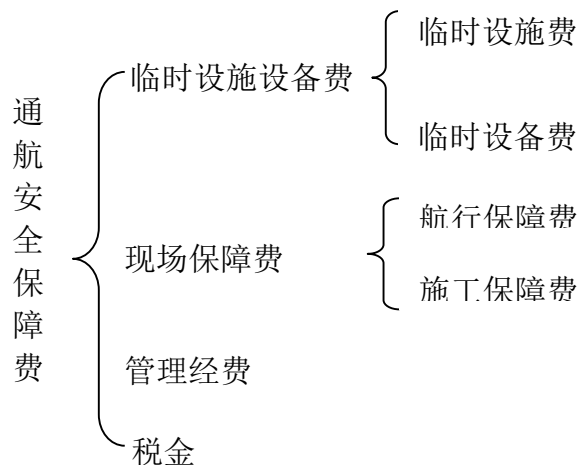 通航安全保障费
临时设施设备费
临时设施费
临时设备费
现场保障费
航行保障费
施工保障费
管理经费
税金